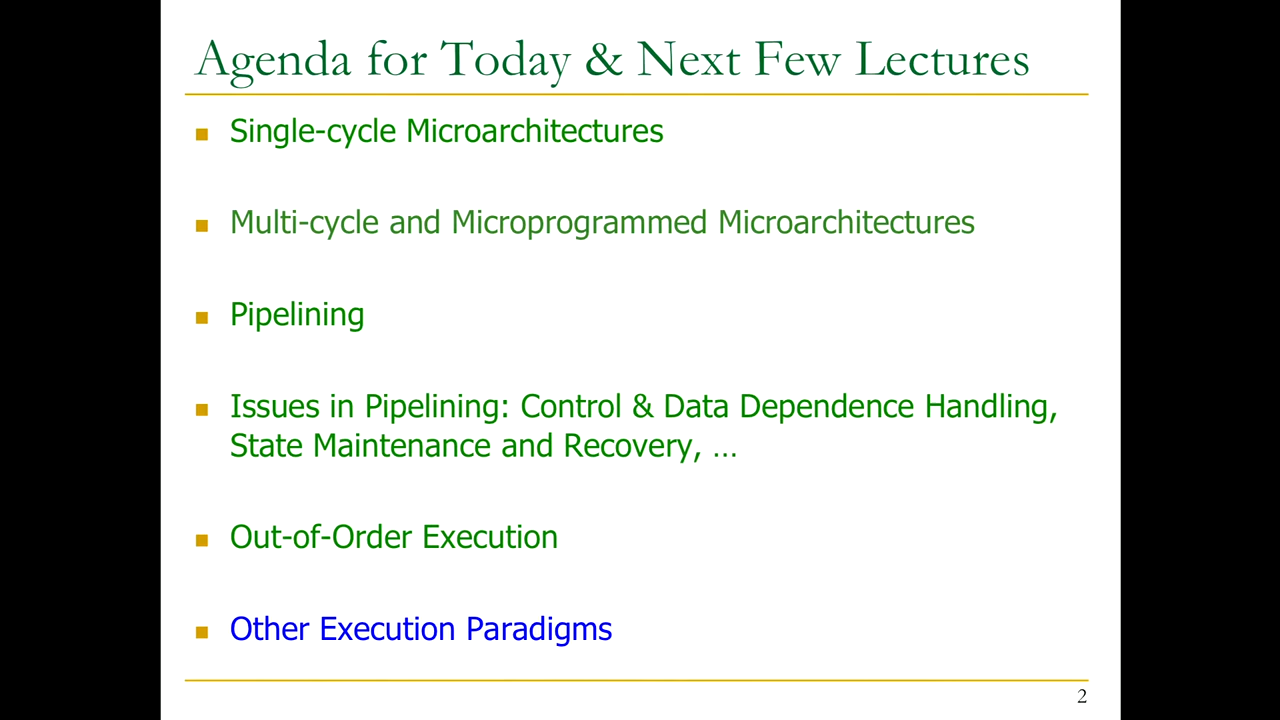 Agenda for Today & Next Few Lectures
Single-cycle Microarchitectures
Multi-cycle and Microprogrammed Microarchitectures
Pipelining
Issues in Pipelining: Control & Data Dependence Handling,
State Maintenance and Recovery, …
Out-of-Order Execution
Other Execution Paradigms
2